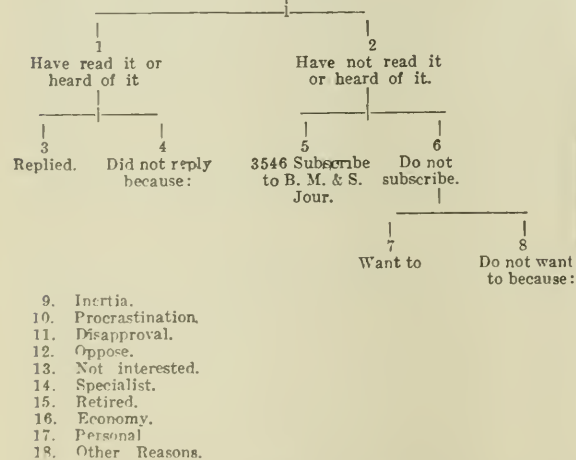 1
2
Have read it or
heard of it
Have not read it
or heard of it.
3
4
5
6
Replied.
Did not reply
because:
3546 Subscribe
to B. M. & S.
Jour.
Do not
subscribe.
7
8
Want to
Do not want
to because:
9. Inertia.
10. Procrastination.
11. Disapproval.
12. Oppose.
13. Not interested.
14. Specialist.
15. Retired.
16. Economy.
17. Personal
18. Other Reasons.